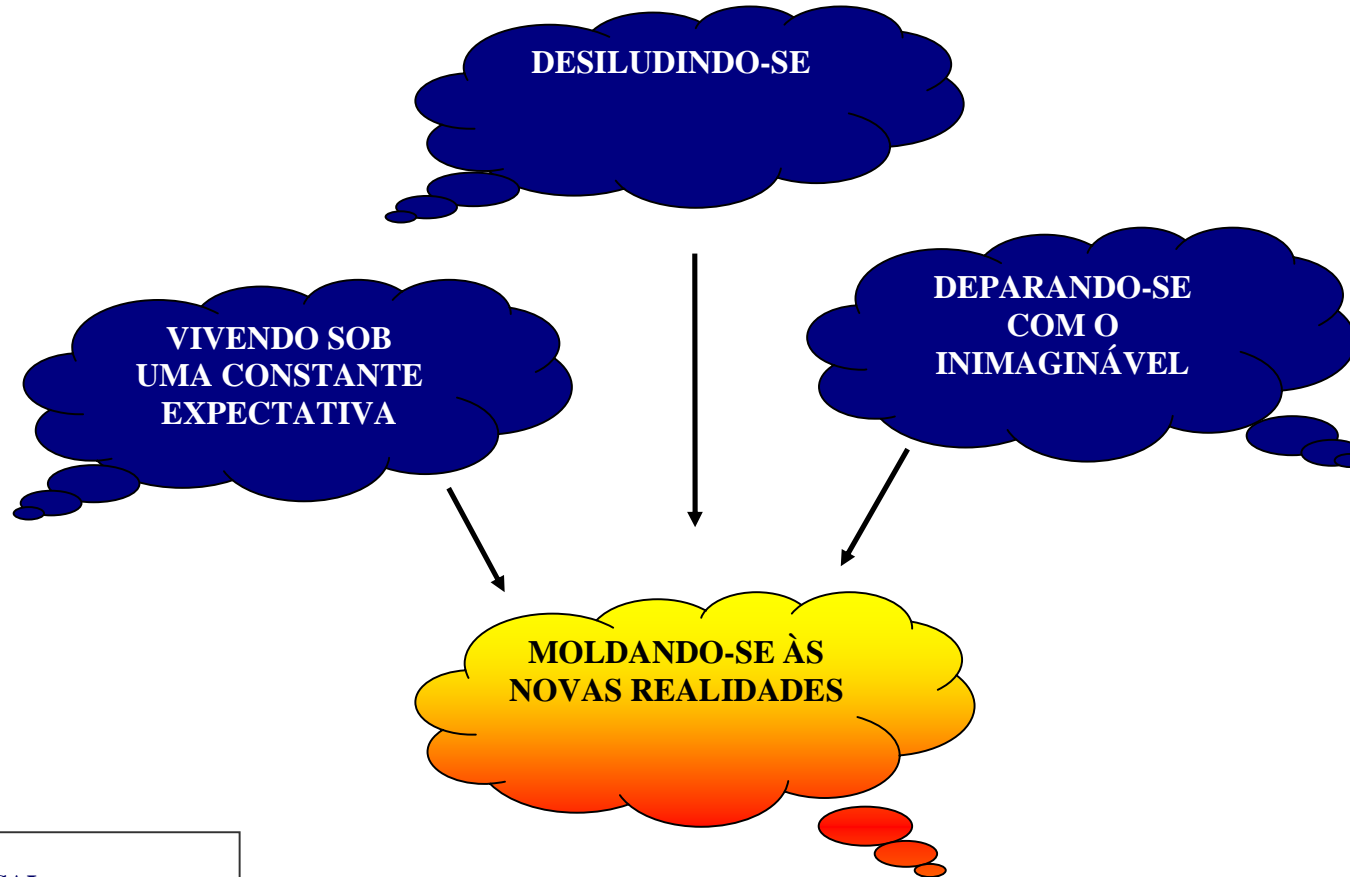 DESILUDINDO-SE
DEPARANDO-SE
COM O
INIMAGINÁVEL
VIVENDO SOB
UMA CONSTANTE
EXPECTATIVA
MOLDANDO-SE ÀS
NOVAS REALIDADES